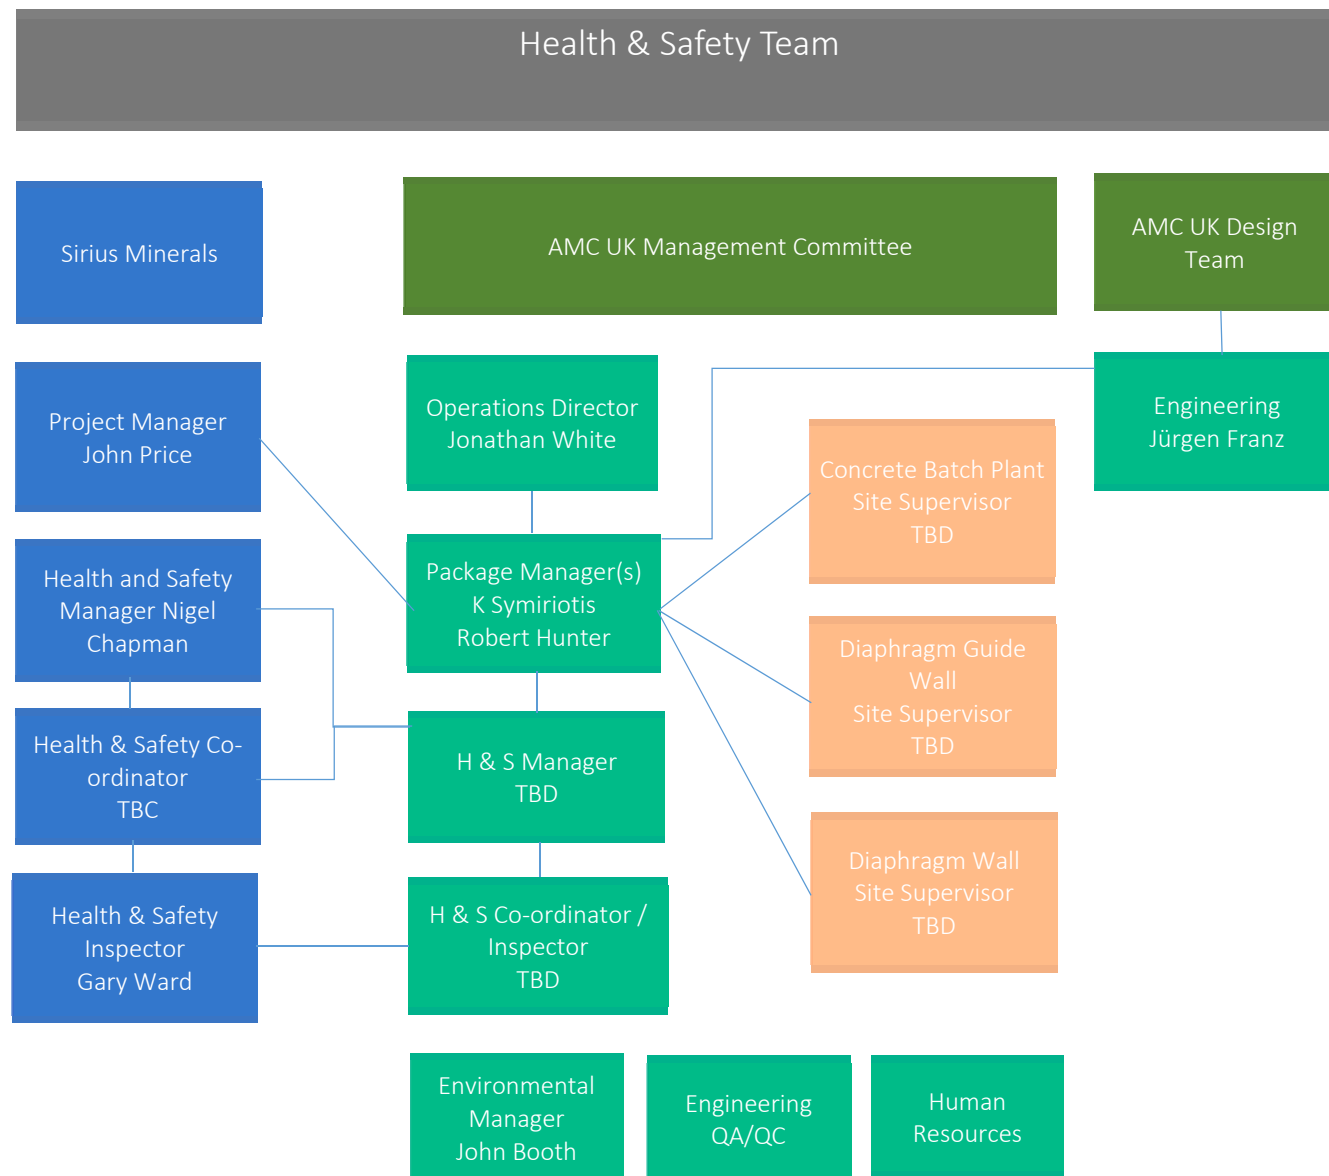 Health & Safety Team
Sirius Minerals
AMC UK Management Committee
AMC UK Design
Team
Project Manager
John Price
Operations Director
Jonathan White
Engineering
Jürgen Franz
Concrete Batch Plant
Site Supervisor
TBD
Health and Safety
Manager Nigel
Chapman
Package Manager(s)
K Symiriotis
Robert Hunter
Diaphragm Guide
Wall
Site Supervisor
TBD
Health & Safety Co-
ordinator
TBC
H & S Manager
TBD
Diaphragm Wall
Site Supervisor
TBD
Health & Safety
Inspector
Gary Ward
H & S Co-ordinator /
Inspector
TBD
Environmental
Manager
John Booth
Engineering
QA/QC
Human
Resources